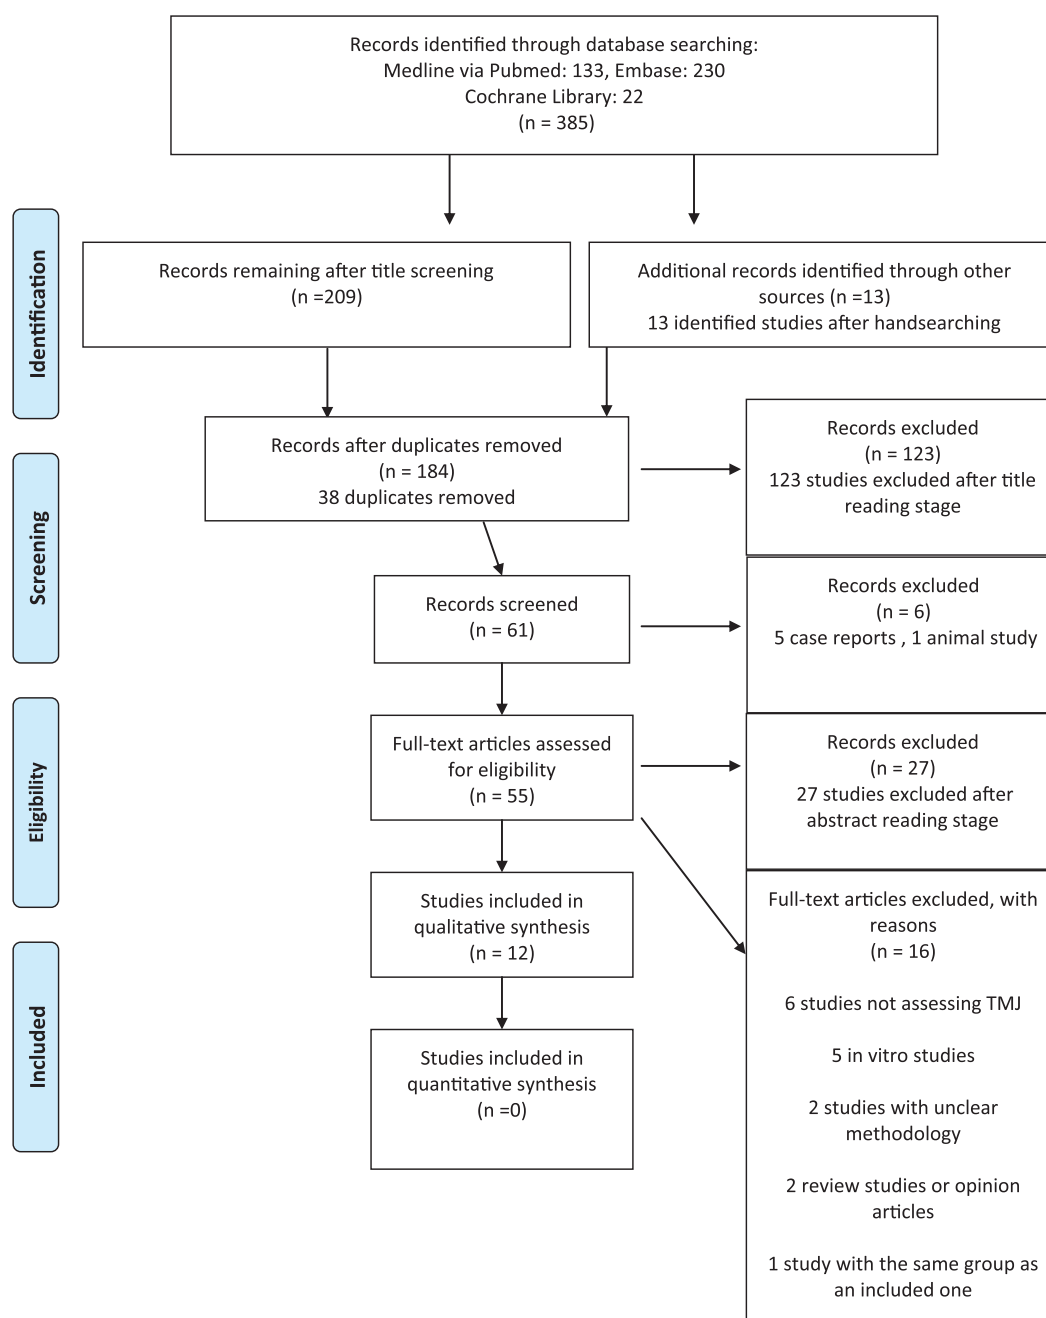 Records identified through database searching:
Medline via Pubmed: 133, Embase: 230
Cochrane Library: 22
(n = 385)
Identification
Records remaining after title screening
(n =209)
Additional records identified through other
sources (n =13)
13 identified studies after handsearching
Records after duplicates removed
(n = 184)
38 duplicates removed
Records excluded
(n = 123)
123 studies excluded after title
reading stage
Screening
Records screened
(n = 61)
Records excluded
(n = 6)
5 case reports , 1 animal study
Eligibility
Full-text articles assessed
for eligibility
(n = 55)
Records excluded
(n = 27)
27 studies excluded after
abstract reading stage
Studies included in
qualitative synthesis
(n = 12)
Full-text articles excluded, with
reasons
(n = 16)
6 studies not assessing TMJ
5 in vitro studies
2 studies with unclear
methodology
2 review studies or opinion
articles
1 study with the same group as
an included one
Included
Studies included in
quantitative synthesis
(n =0)